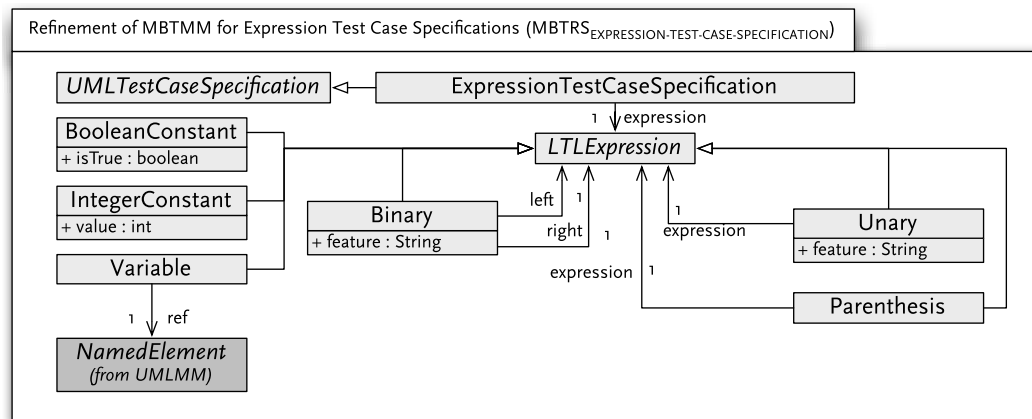 Refinement of MBTMM for Expression Test Case Specifications (MBTRSEXPRESSION-TEST-CASE-SPECIFICATION)
UMLTestCaseSpecification
ExpressionTestCaseSpecification
1 expression
BooleanConstant
+ isTrue : boolean
LTLExpression
IntegerConstant
+ value : int
Binary
+ feature : String
left 1
right 1
1
expression
Unary
+ feature : String
expression 1
Variable
Parenthesis
1 ref
NamedElement
(from UMLMM)